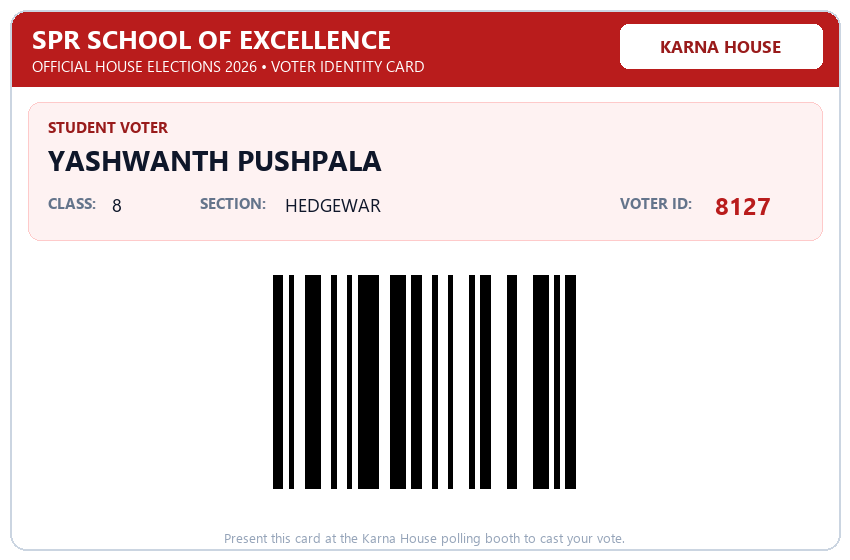 SPR SCHOOL OF EXCELLENCE
OFFICIAL HOUSE ELECTIONS 2026 • VOTER IDENTITY CARD
KARNA HOUSE
STUDENT VOTER
YASHWANTH PUSHPALA
CLASS: 8 SECTION: HEDGEWAR VOTER ID: 8127
Present this card at the Karna House polling booth to cast your vote.